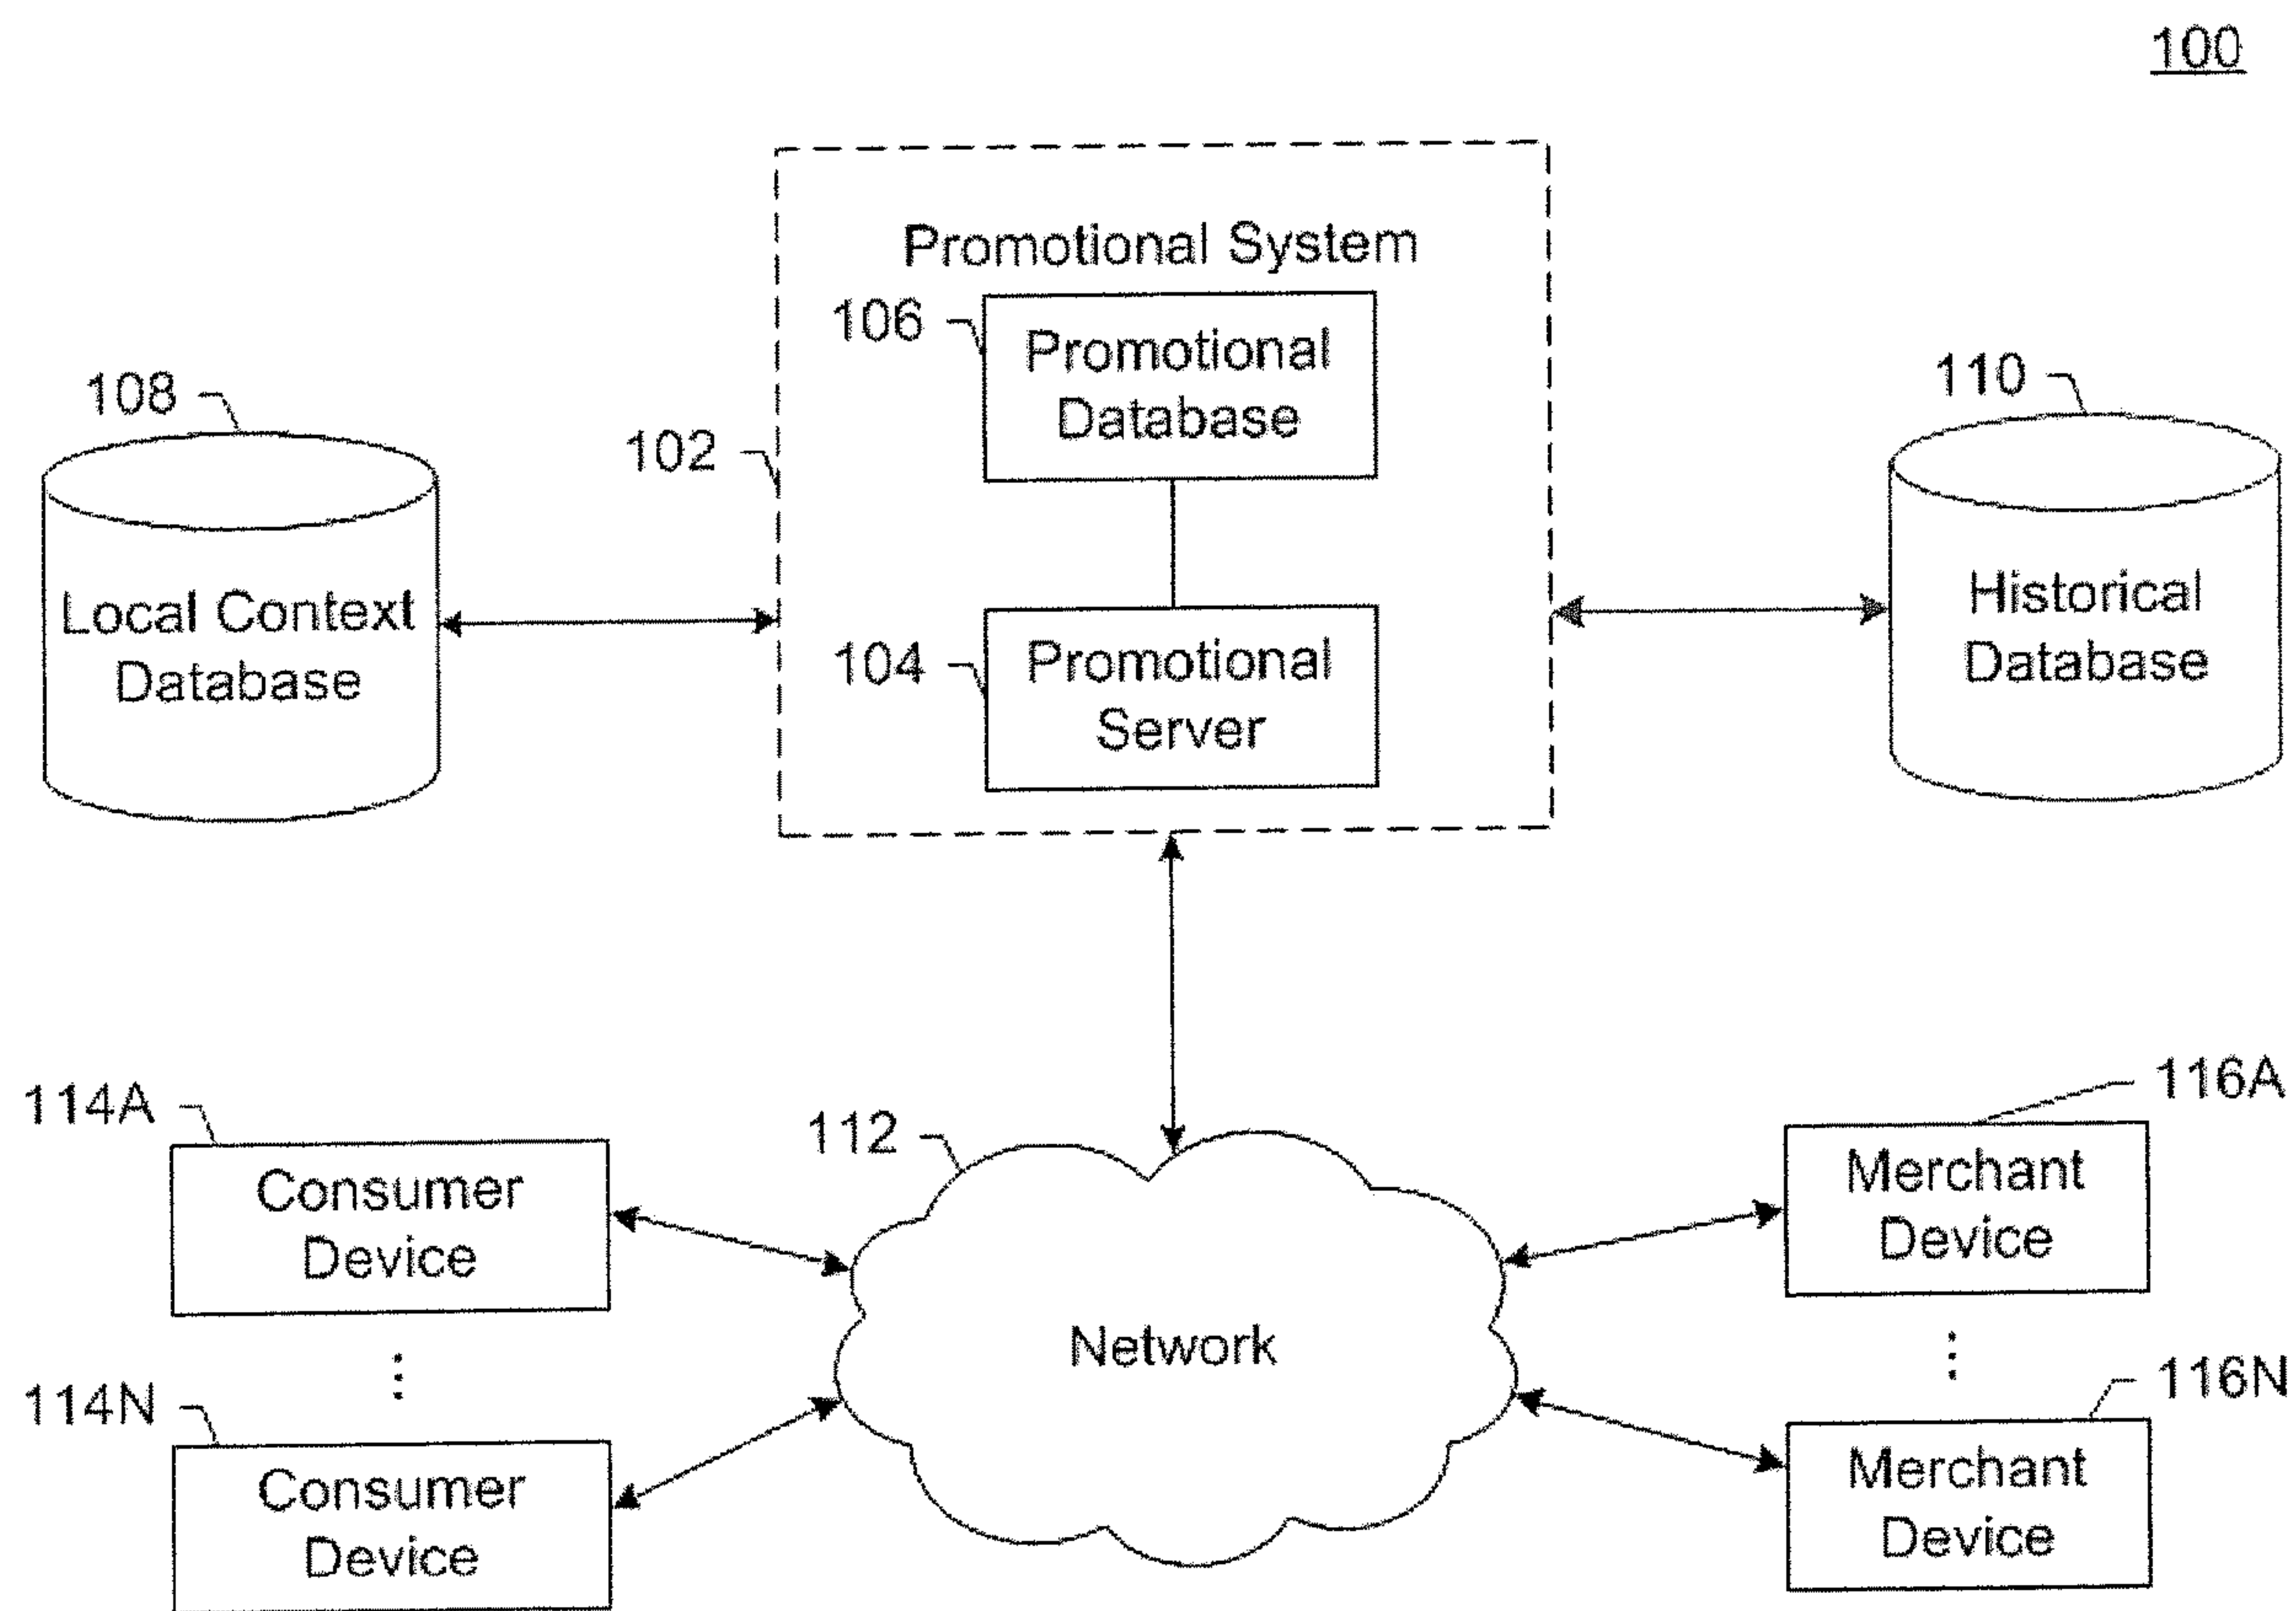 100
Promotional System
106
Promotional
Database
108
110
102
Local Context
Database
Historical
Database
104
Promotional
Server
114A
116A
112
Consumer
Device
Merchant
Device
Network
114N
116N
Consumer
Device
Merchant
Device